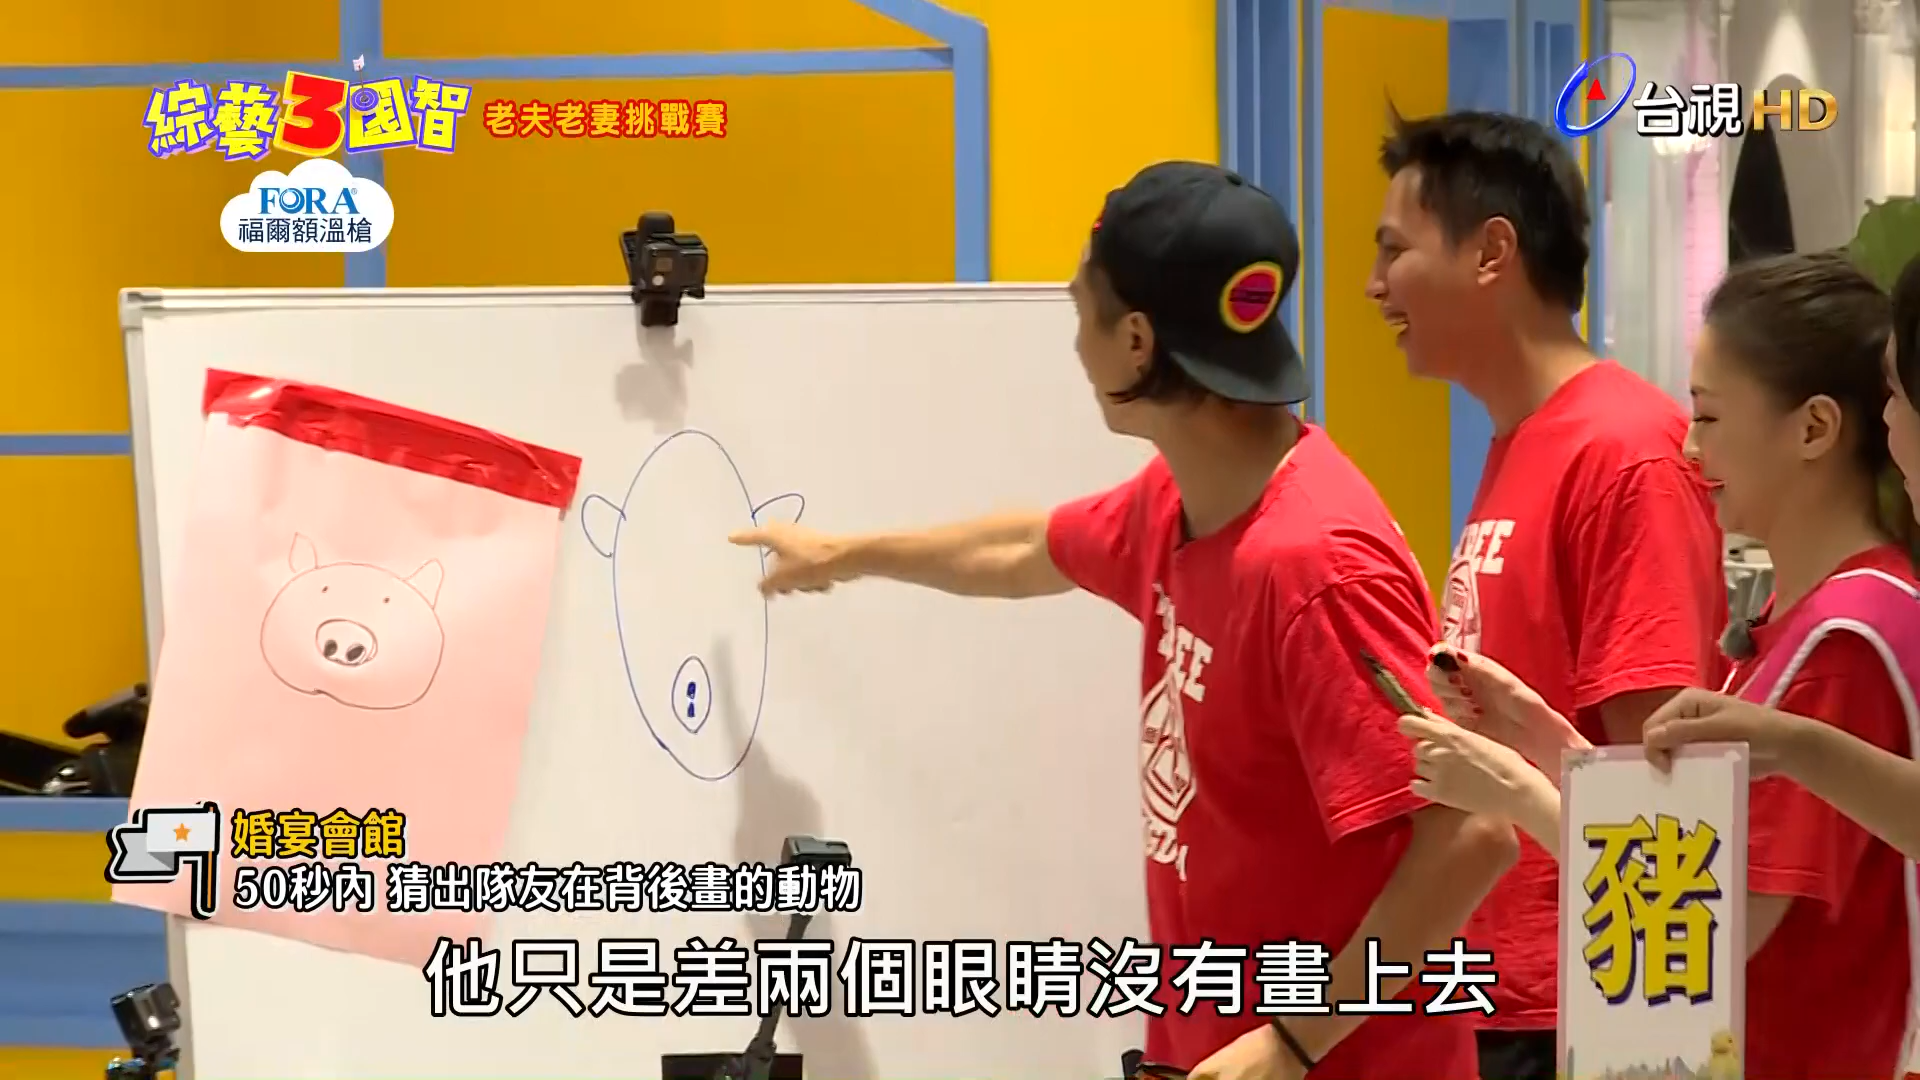 綜藝3國智
老夫老妻挑戰賽
台視HD
FORA®
福爾額溫槍
豬
婚宴會館
50秒內 猜出隊友在背後畫的動物
他只是差兩個眼睛沒有畫上去